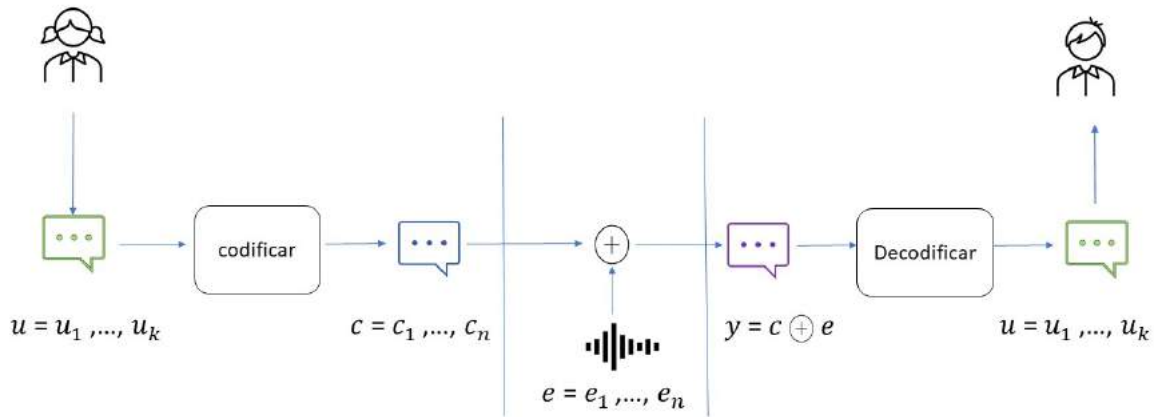 codificar
Decodificar
u = u₁ ,..., uₖ
c = c₁ ,..., cₙ
y = c ⊕ e
u = u₁ ,..., uₖ
e = e₁ ,..., eₙ